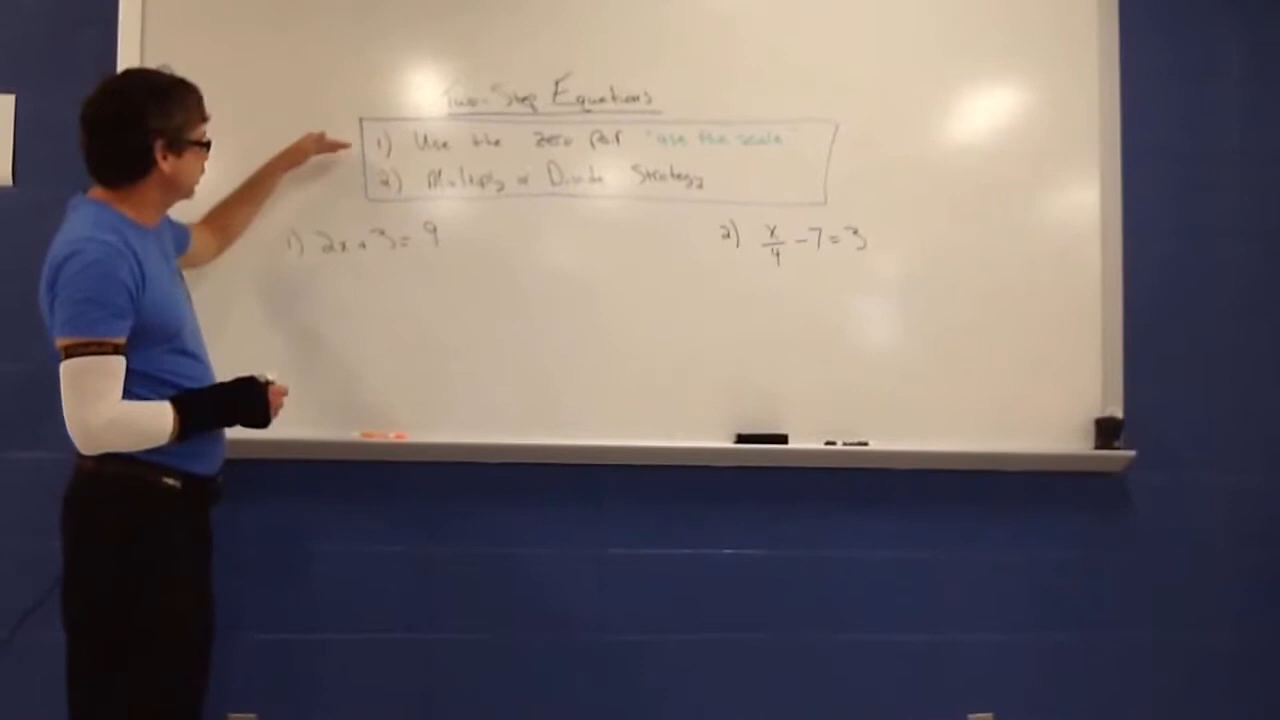 Two-Step Equations
1) Use the zero pair "use the scale"
2) Multiply or Divide Strategy
1) 2x+3=9
2) x/4 -7=3